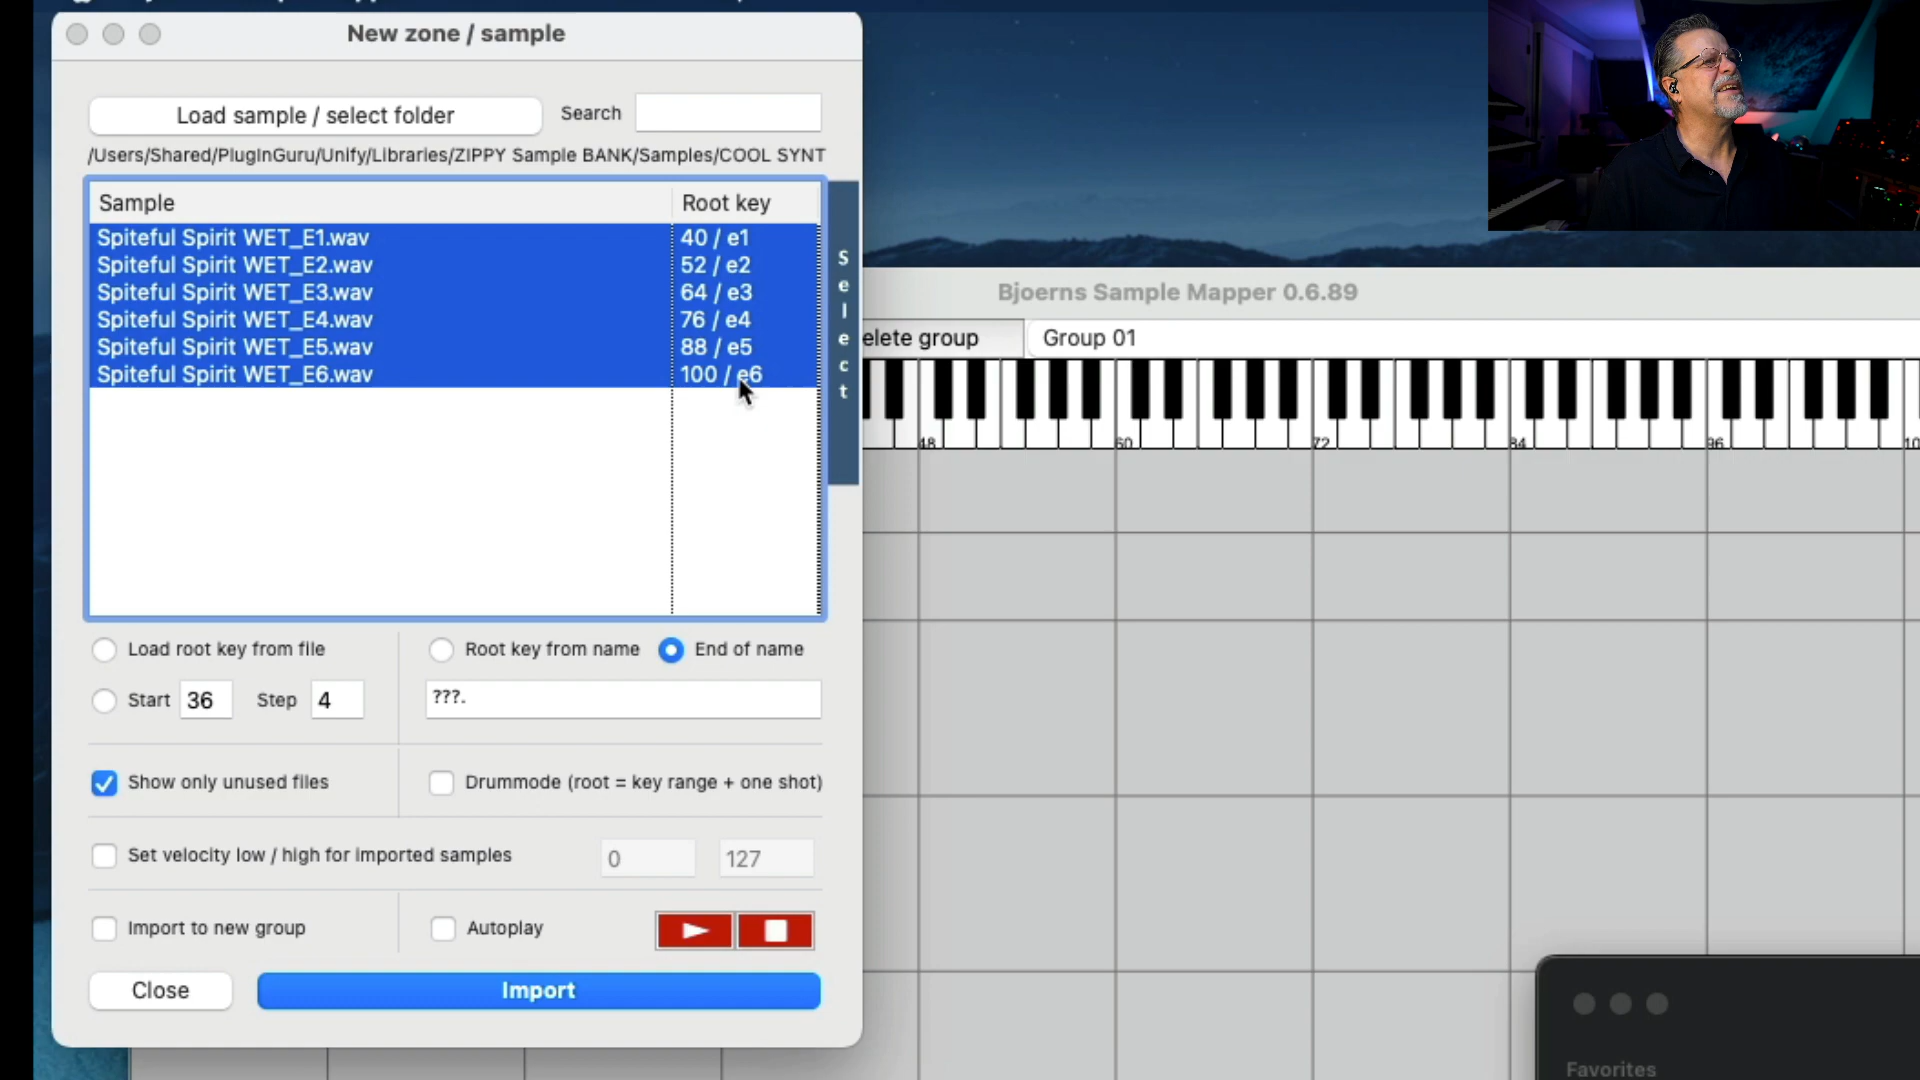 New zone / sample
Load sample / select folder
Search
/Users/Shared/PlugInGuru/Unify/Libraries/ZIPPY Sample BANK/Samples/COOL SYNT
Sample Root key
Spiteful Spirit WET_E1.wav 40 / e1
Spiteful Spirit WET_E2.wav 52 / e2
Spiteful Spirit WET_E3.wav 64 / e3
Spiteful Spirit WET_E4.wav 76 / e4
Spiteful Spirit WET_E5.wav 88 / e5
Spiteful Spirit WET_E6.wav 100 / e6
Select
Load root key from file
Root key from name
End of name
Start 36 Step 4
???.
Show only unused files
Drummode (root = key range + one shot)
Set velocity low / high for imported samples 0 127
Import to new group
Autoplay
Close
Import
Bjoerns Sample Mapper 0.6.89
elete group
Group 01
48 60 72 84 96 10
Favorites